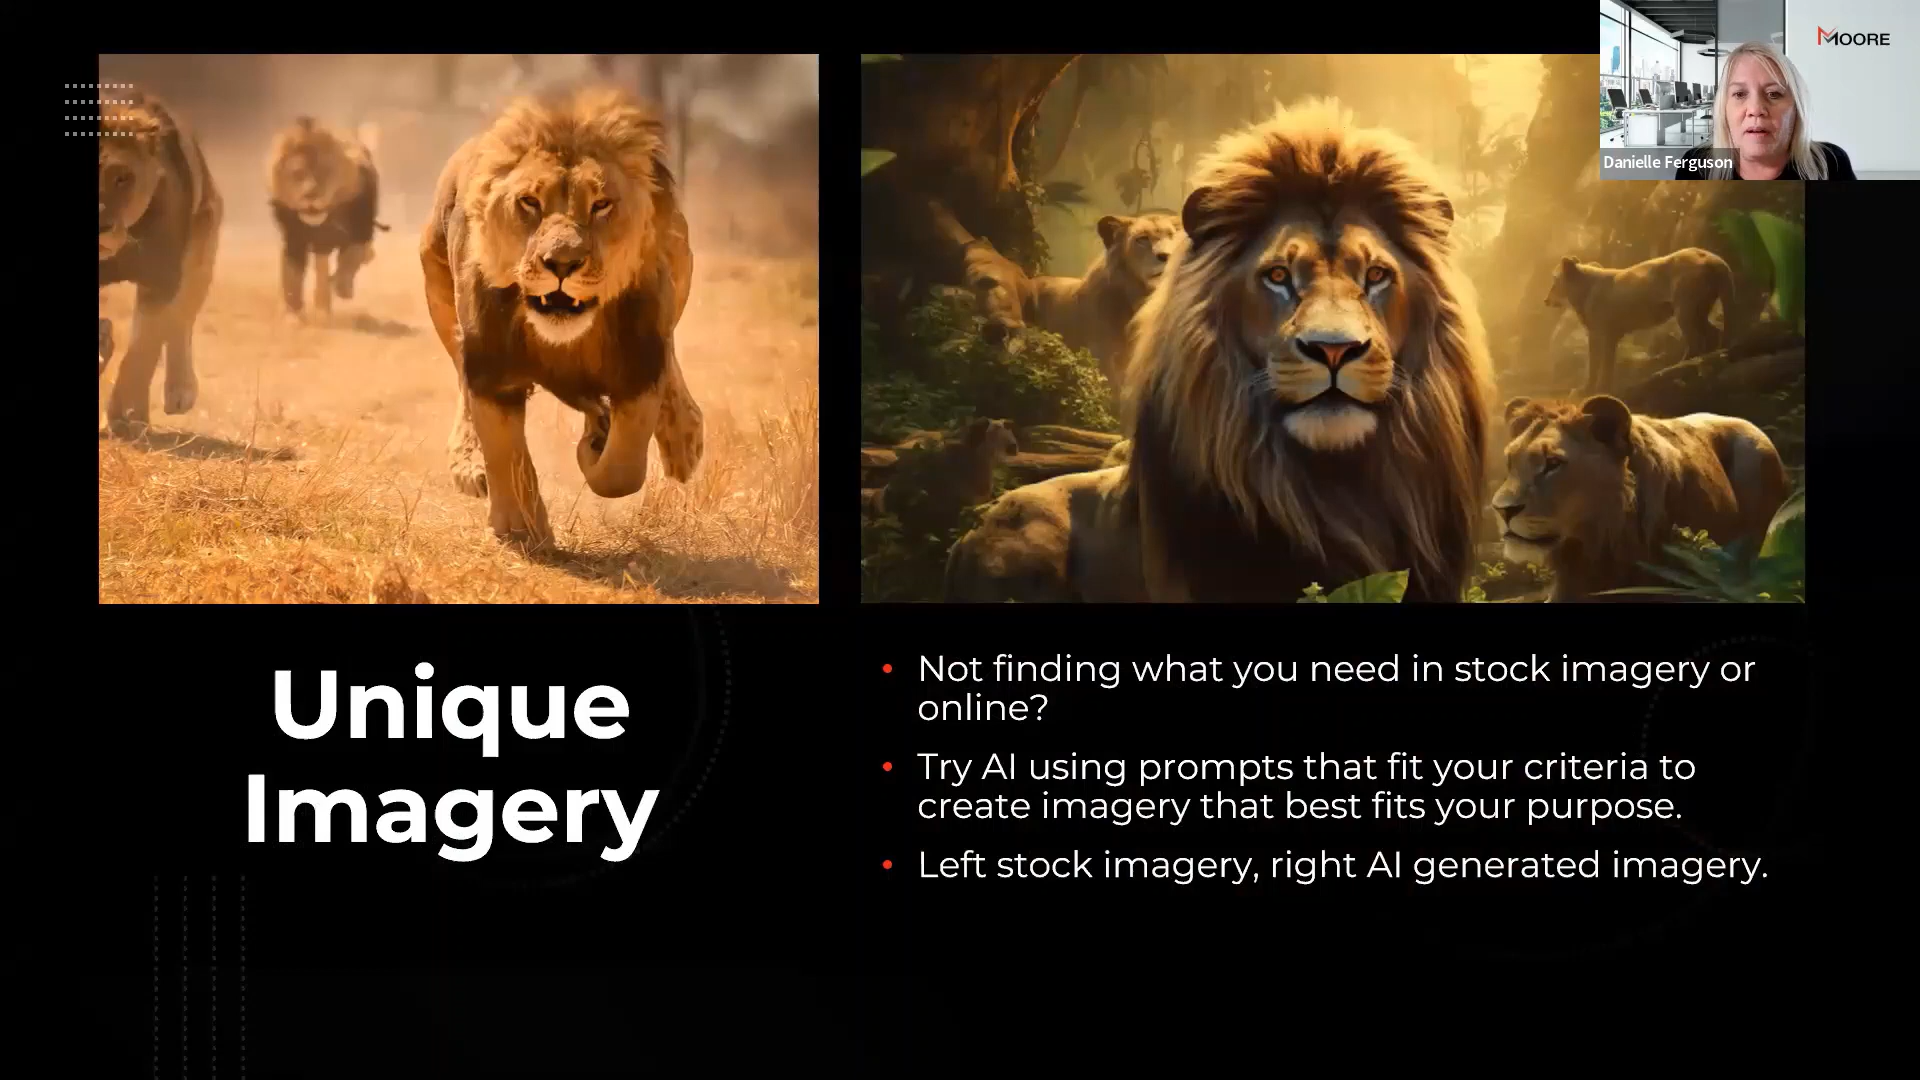 MOORE
Danielle Ferguson
Unique
Imagery
• Not finding what you need in stock imagery or
online?
• Try AI using prompts that fit your criteria to
create imagery that best fits your purpose.
• Left stock imagery, right AI generated imagery.